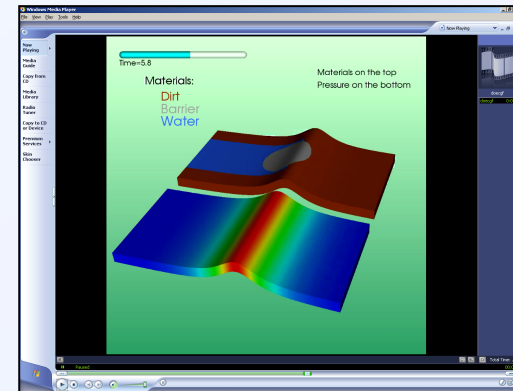 Windows Media Player
File View Play Tools Help
Now Playing
Now
Playing
Media
Guide
Copy from
CD
Media
Library
Radio
Tuner
Copy to CD
or Device
Premium
Services
Skin
Chooser
Time=5.8
Materials:
Dirt
Barrier
Water
Materials on the top
Pressure on the bottom
Paused
Total Time: